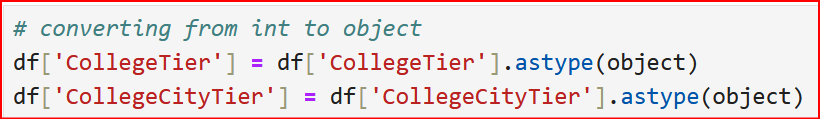 # converting from int to object
df['CollegeTier'] = df['CollegeTier'].astype(object)
df['CollegeCityTier'] = df['CollegeCityTier'].astype(object)